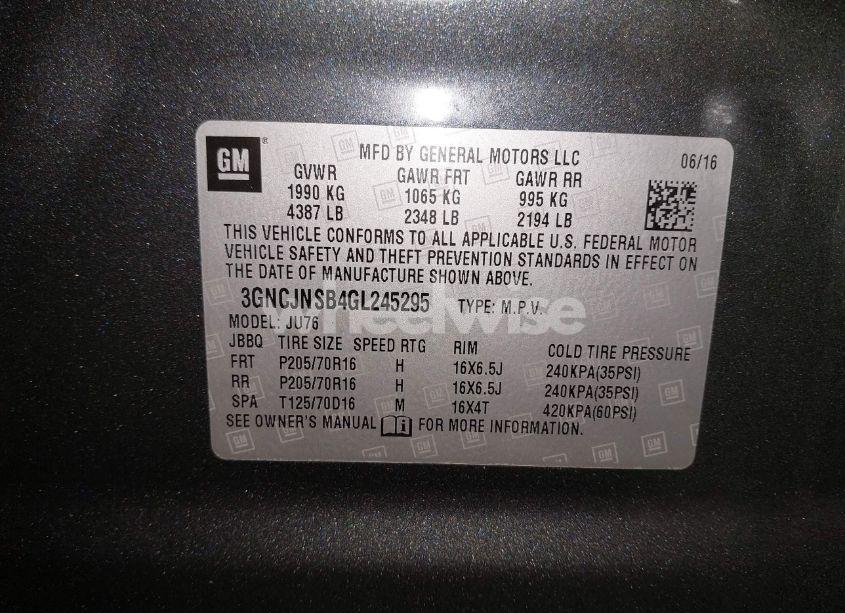 GM
MFD BY GENERAL MOTORS LLC 06/16
GVWR GAWR FRT GAWR RR
1990 KG 1065 KG 995 KG
4387 LB 2348 LB 2194 LB
THIS VEHICLE CONFORMS TO ALL APPLICABLE U.S. FEDERAL MOTOR
VEHICLE SAFETY AND THEFT PREVENTION STANDARDS IN EFFECT ON
THE DATE OF MANUFACTURE SHOWN ABOVE.
3GNCJNSB4GL245295 TYPE: M.P.V.
wheelwise
MODEL: JU76
JBBQ TIRE SIZE SPEED RTG RIM COLD TIRE PRESSURE
FRT P205/70R16 H 16X6.5J 240KPA(35PSI)
RR P205/70R16 H 16X6.5J 240KPA(35PSI)
SPA T125/70D16 M 16X4T 420KPA(60PSI)
SEE OWNER'S MANUAL FOR MORE INFORMATION.